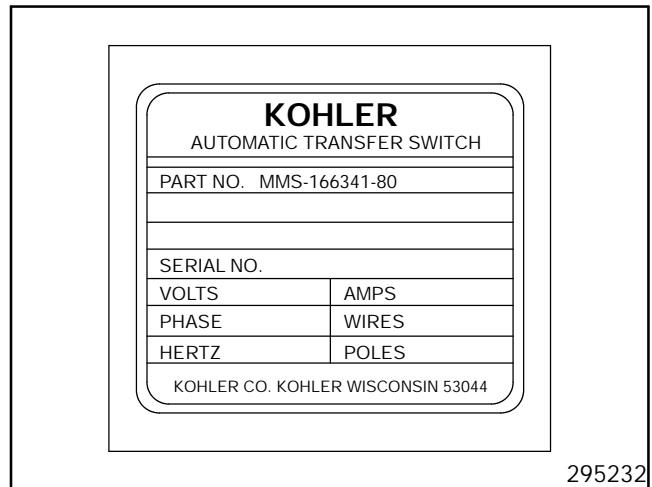 KOHLER
AUTOMATIC TRANSFER SWITCH
PART NO. MMS-166341-80
SERIAL NO.
VOLTS AMPS
PHASE WIRES
HERTZ POLES
KOHLER CO. KOHLER WISCONSIN 53044
295232